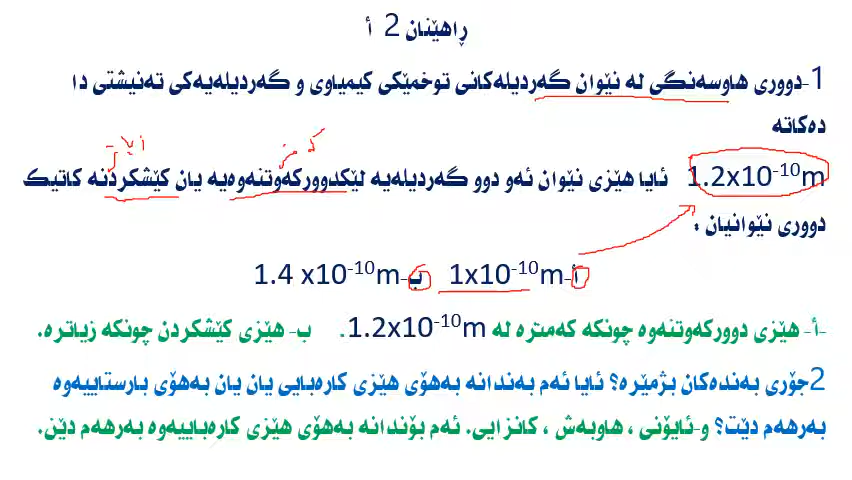 ڕاهێنان 2 أ
1-دووری هاوسەنگی لە نێوان گەردیلەکانی توخمێکی کیمیاوی و گەردیلەیەکی تەنیشتی دا
دەکاتە
1.2x10⁻¹⁰m ئایا هێزی نێوان ئەو دوو گەردیلەیە لێکدوورکەوتنەوەیە یان کێشکردنە کاتیک
دووری نێوانیان :
أ-1x10⁻¹⁰m ب-1.4 x10⁻¹⁰m
-أ- هێزی دوورکەوتنەوە چونکە کەمترە لە 1.2x10⁻¹⁰m. ب- هێزی کێشکردن چونکە زیاترە.
2جۆری بەندەکان بژمێرە؟ ئایا ئەم بەندانە بەهۆی هێزی کارەبایی یان یان بەهۆی بارستاییەوە
بەرهەم دێت؟ و-ئایۆنی ، هاوبەش ، کانزایی. ئەم بۆندانە بەهۆی هێزی کارەباییەوە بەرهەم دێن.